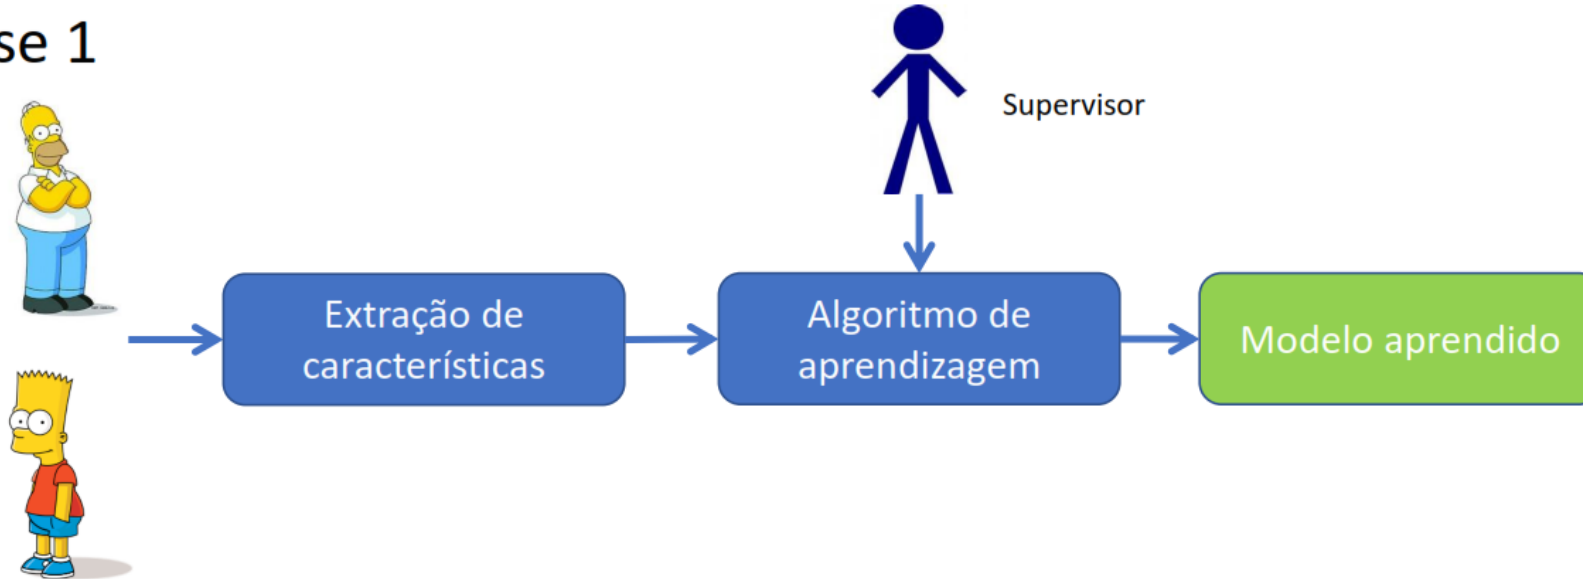 se 1
Supervisor
Extração de
características
Algoritmo de
aprendizagem
Modelo aprendido